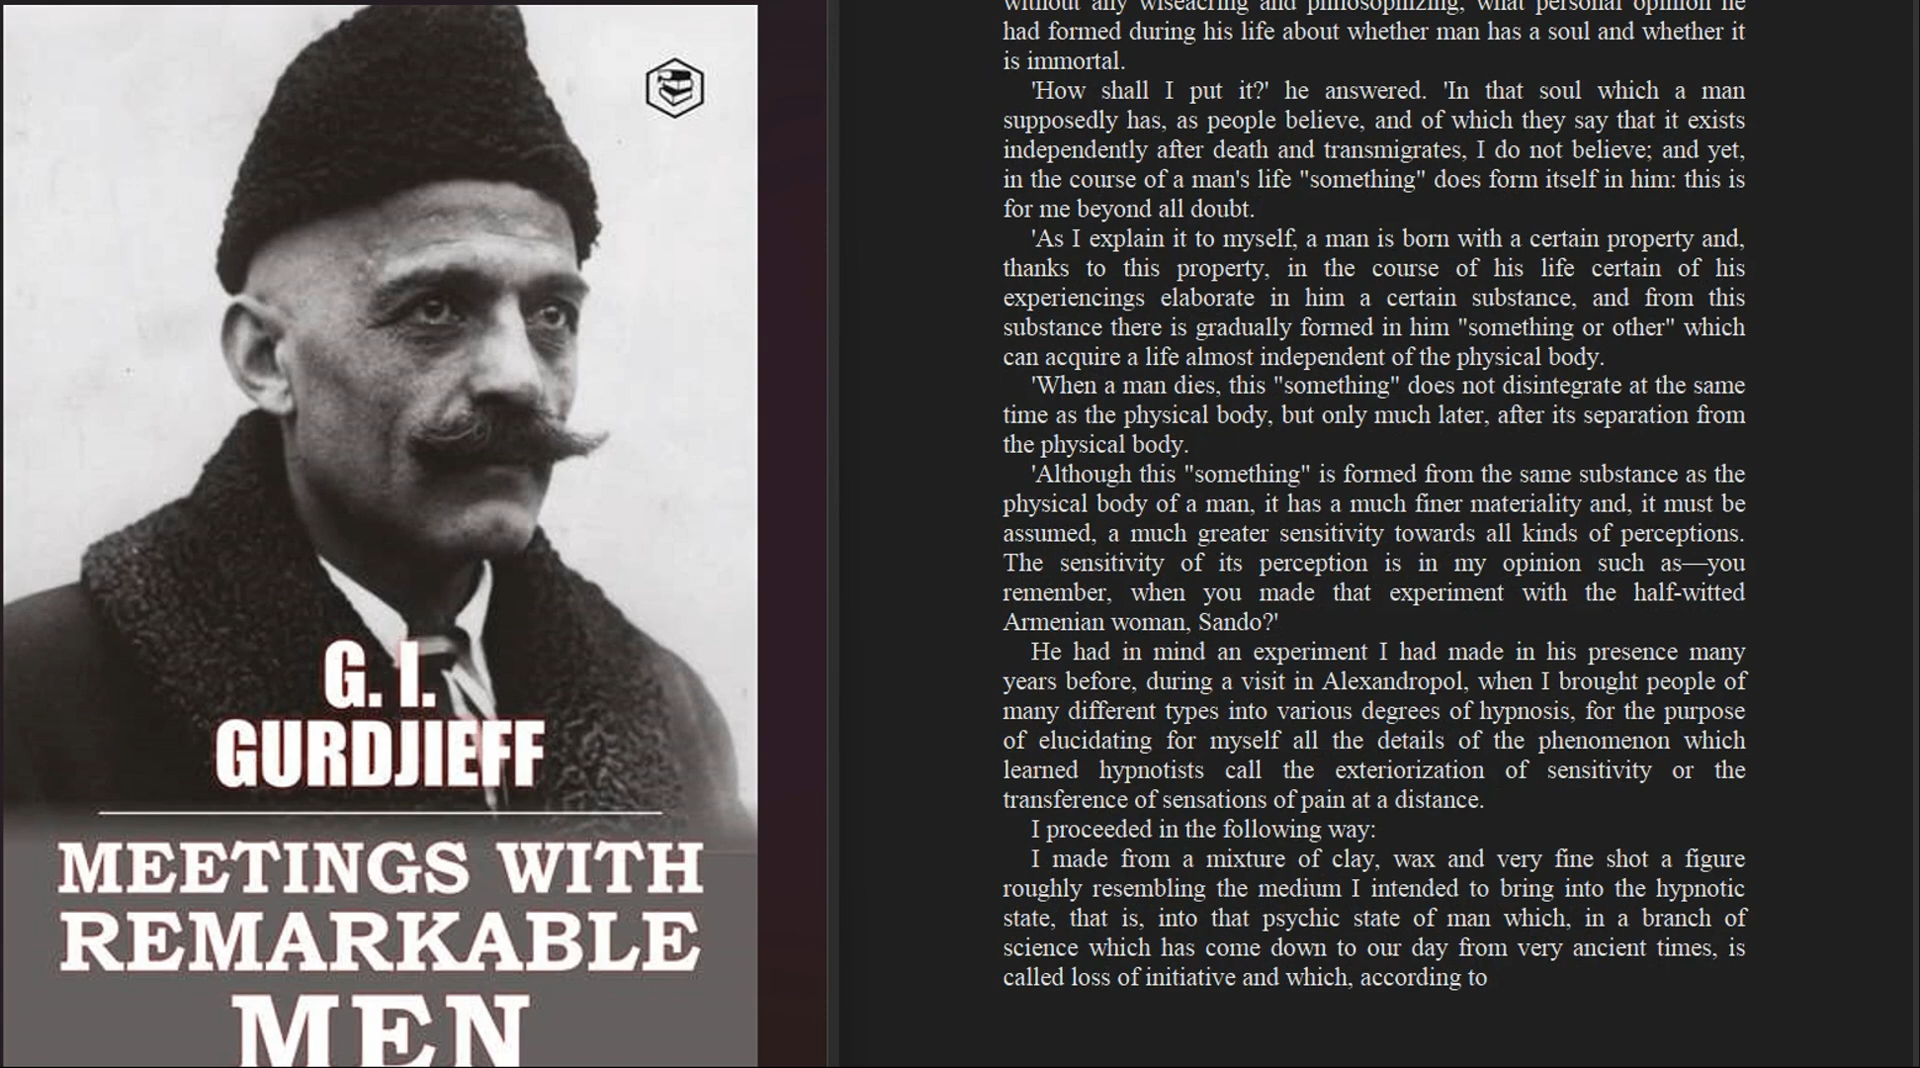 G. I.
GURDJIEFF
MEETINGS WITH
REMARKABLE
MEN
without any wiseacring and philosophizing, what personal opinion he
had formed during his life about whether man has a soul and whether it
is immortal.
'How shall I put it?' he answered. 'In that soul which a man
supposedly has, as people believe, and of which they say that it exists
independently after death and transmigrates, I do not believe; and yet,
in the course of a man's life "something" does form itself in him: this is
for me beyond all doubt.
'As I explain it to myself, a man is born with a certain property and,
thanks to this property, in the course of his life certain of his
experiencings elaborate in him a certain substance, and from this
substance there is gradually formed in him "something or other" which
can acquire a life almost independent of the physical body.
'When a man dies, this "something" does not disintegrate at the same
time as the physical body, but only much later, after its separation from
the physical body.
'Although this "something" is formed from the same substance as the
physical body of a man, it has a much finer materiality and, it must be
assumed, a much greater sensitivity towards all kinds of perceptions.
The sensitivity of its perception is in my opinion such as—you
remember, when you made that experiment with the half-witted
Armenian woman, Sando?'
He had in mind an experiment I had made in his presence many
years before, during a visit in Alexandropol, when I brought people of
many different types into various degrees of hypnosis, for the purpose
of elucidating for myself all the details of the phenomenon which
learned hypnotists call the exteriorization of sensitivity or the
transference of sensations of pain at a distance.
I proceeded in the following way:
I made from a mixture of clay, wax and very fine shot a figure
roughly resembling the medium I intended to bring into the hypnotic
state, that is, into that psychic state of man which, in a branch of
science which has come down to our day from very ancient times, is
called loss of initiative and which, according to